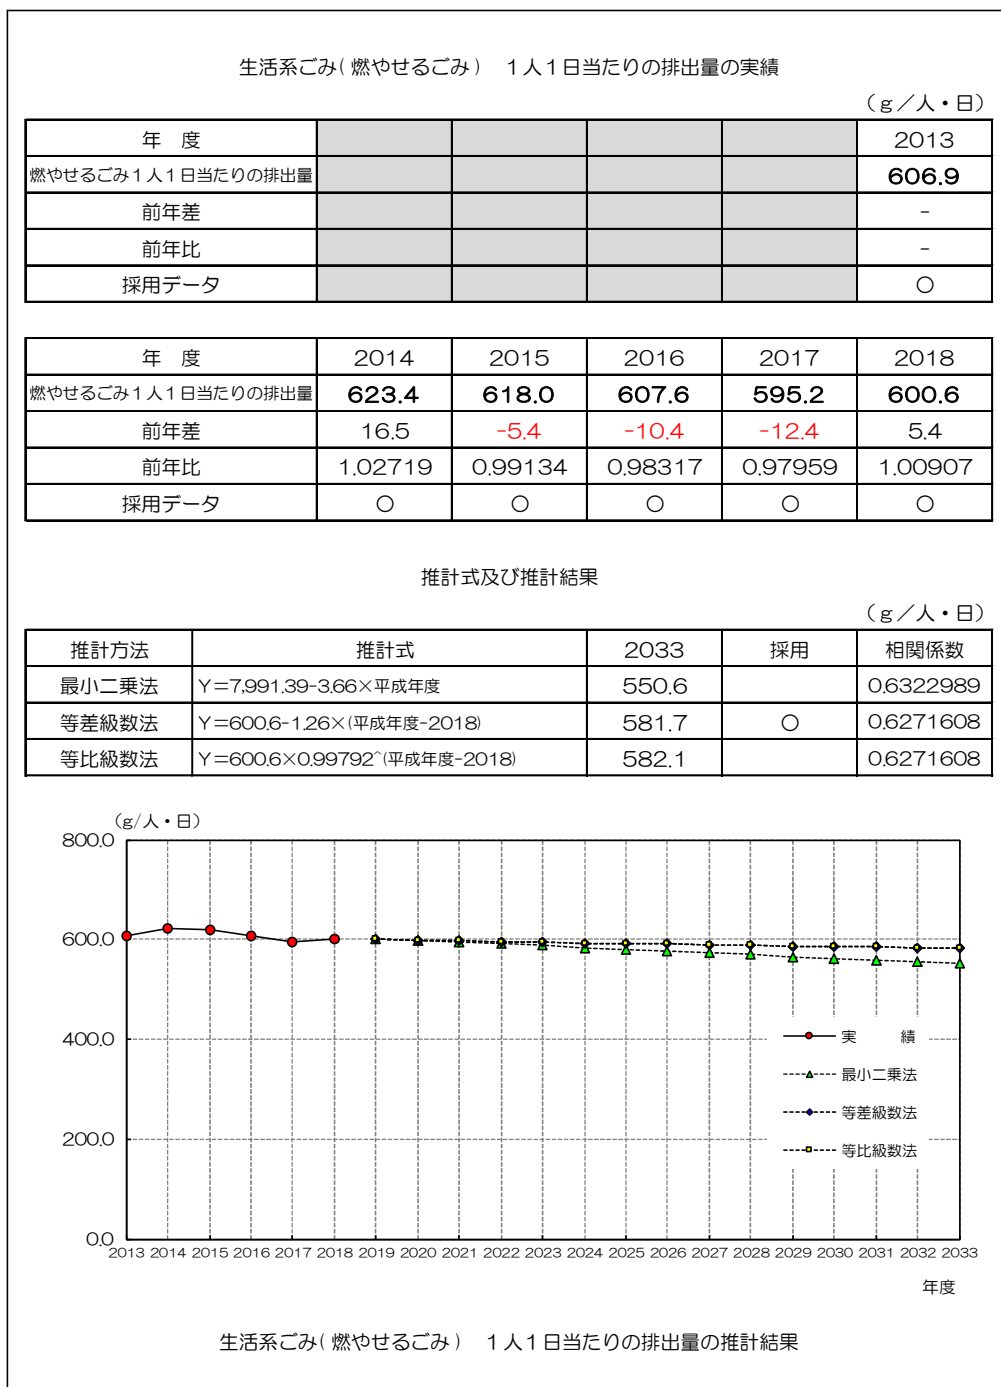 生活系ごみ(燃やせるごみ) 1人1日当たりの排出量の実績
(g/人・日)
年 度 2013
燃やせるごみ1人1日当たりの排出量 606.9
前年差 -
前年比 -
採用データ ○
年 度 2014 2015 2016 2017 2018
燃やせるごみ1人1日当たりの排出量 623.4 618.0 607.6 595.2 600.6
前年差 16.5 -5.4 -10.4 -12.4 5.4
前年比 1.02719 0.99134 0.98317 0.97959 1.00907
採用データ ○ ○ ○ ○ ○
推計式及び推計結果
(g/人・日)
推計方法 推計式 2033 採用 相関係数
最小二乗法 Y=7,991.39-3.66×平成年度 550.6 0.6322989
等差級数法 Y=600.6-1.26×(平成年度-2018) 581.7 ○ 0.6271608
等比級数法 Y=600.6×0.99792^(平成年度-2018) 582.1 0.6271608
(g/人・日)
800.0
600.0
400.0
200.0
0.0
実 績
最小二乗法
等差級数法
等比級数法
2013 2014 2015 2016 2017 2018 2019 2020 2021 2022 2023 2024 2025 2026 2027 2028 2029 2030 2031 2032 2033
年度
生活系ごみ(燃やせるごみ) 1人1日当たりの排出量の推計結果